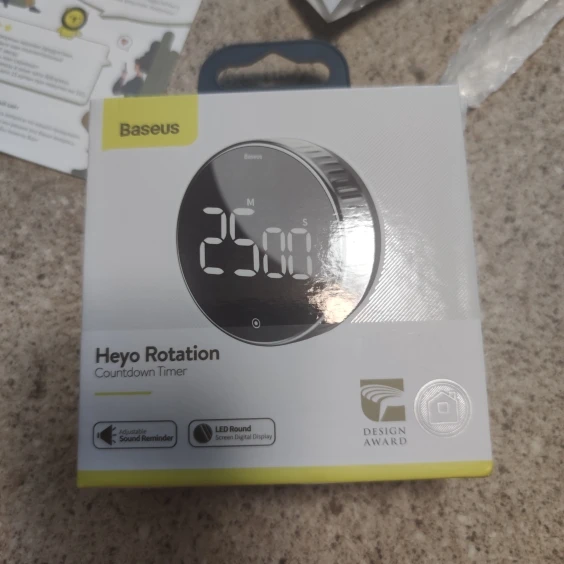 Baseus
Baseus
M
S
25 00
Heyo Rotation
Countdown Timer
Adjustable
Sound Reminder
LED Round
Screen Digital Display
DESIGN
AWARD